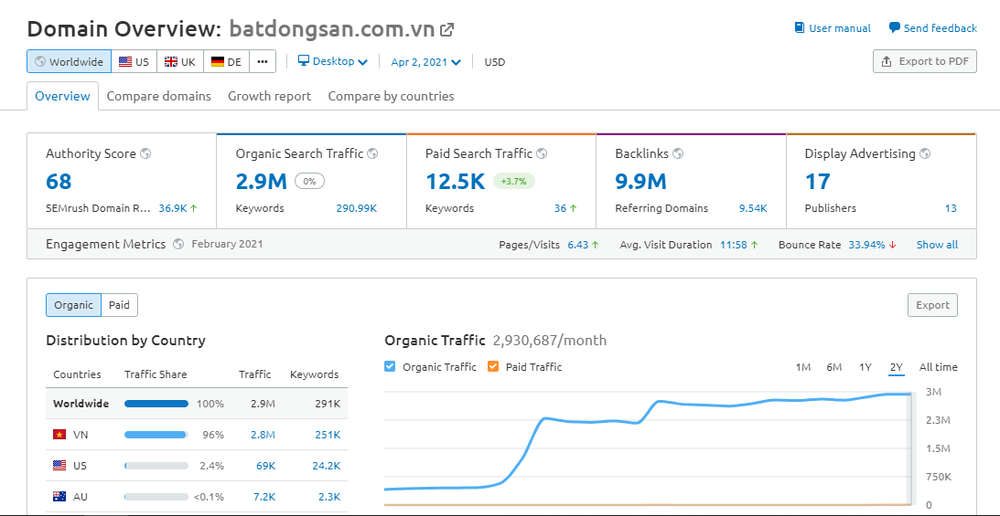 Domain Overview: batdongsan.com.vn
User manual Send feedback
Worldwide US UK DE ••• Desktop Apr 2, 2021 USD Export to PDF
Overview Compare domains Growth report Compare by countries
Authority Score Organic Search Traffic Paid Search Traffic Backlinks Display Advertising
68 2.9M 0% 12.5K +3.7% 9.9M 17
SEMrush Domain R... 36.9K ↑ Keywords 290.99K Keywords 36 ↑ Referring Domains 9.54K Publishers 13
Engagement Metrics February 2021 Pages/Visits 6.43 ↑ Avg. Visit Duration 11:58 ↑ Bounce Rate 33.94% ↓ Show all
Organic Paid Export
Distribution by Country
Countries Traffic Share Traffic Keywords
Worldwide 100% 2.9M 291K
VN 96% 2.8M 251K
US 2.4% 69K 24.2K
AU <0.1% 7.2K 2.3K
Organic Traffic 2,930,687/month
Organic Traffic Paid Traffic 1M 6M 1Y 2Y All time
3M
2.3M
1.5M
750K
0